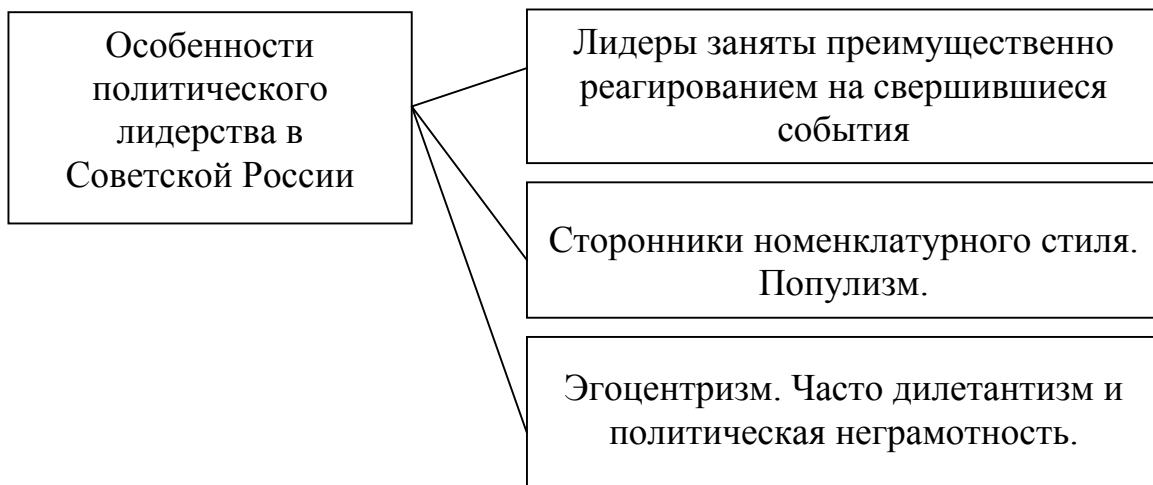 Особенности
политического
лидерства в
Советской России
Лидеры заняты преимущественно
реагированием на свершившиеся
события
Сторонники номенклатурного стиля.
Популизм.
Эгоцентризм. Часто дилетантизм и
политическая неграмотность.